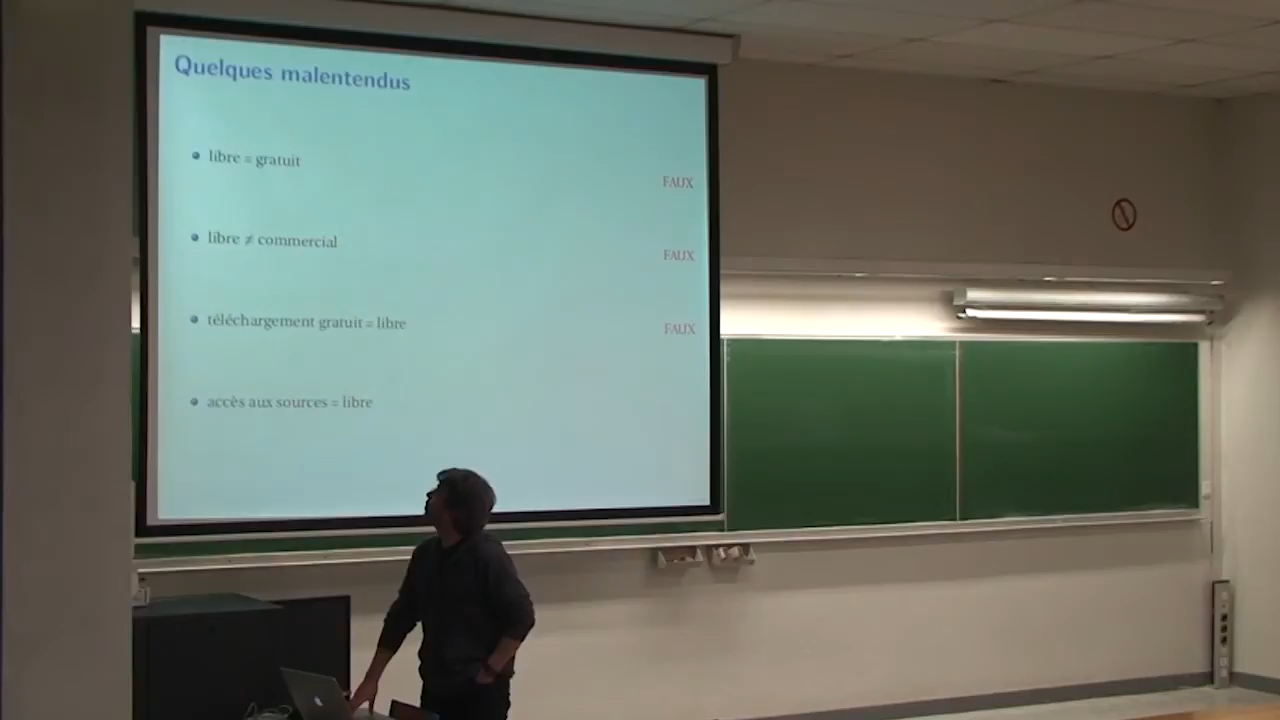 Quelques malentendus
libre = gratuit
FAUX
libre ≠ commercial
FAUX
téléchargement gratuit = libre
FAUX
accès aux sources = libre